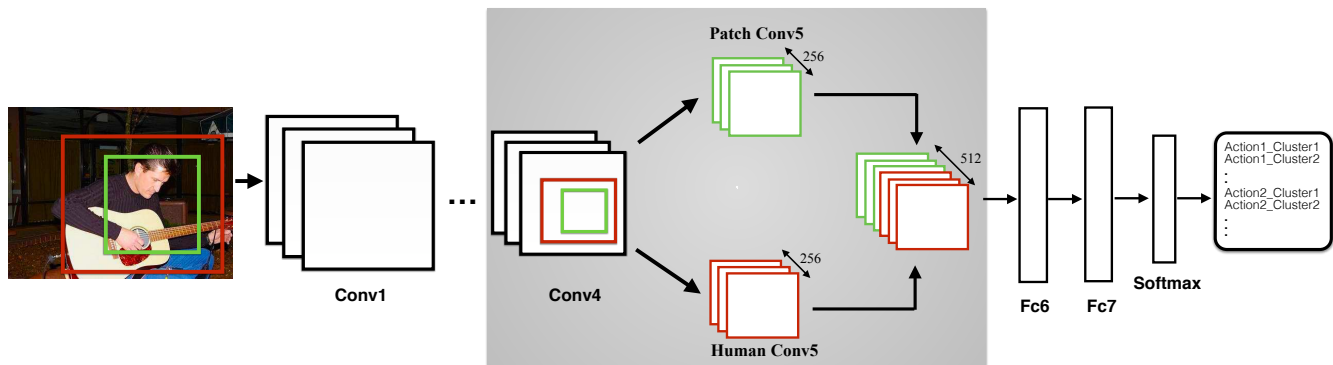 Patch Conv5
256
512
256
Human Conv5
Conv1
...
Conv4
Fc6
Fc7
Softmax
Action1_Cluster1
Action1_Cluster2
.
.
Action2_Cluster1
Action2_Cluster2
.
.
.